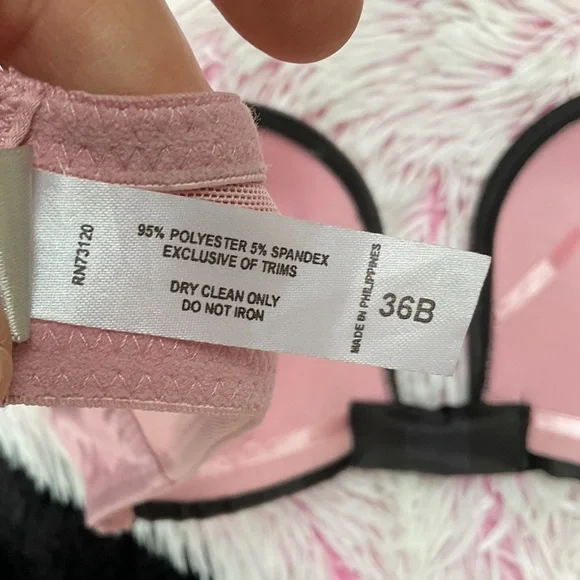 RN73120
95% POLYESTER 5% SPANDEX
EXCLUSIVE OF TRIMS
DRY CLEAN ONLY
DO NOT IRON
MADE IN PHILIPPINES
36B